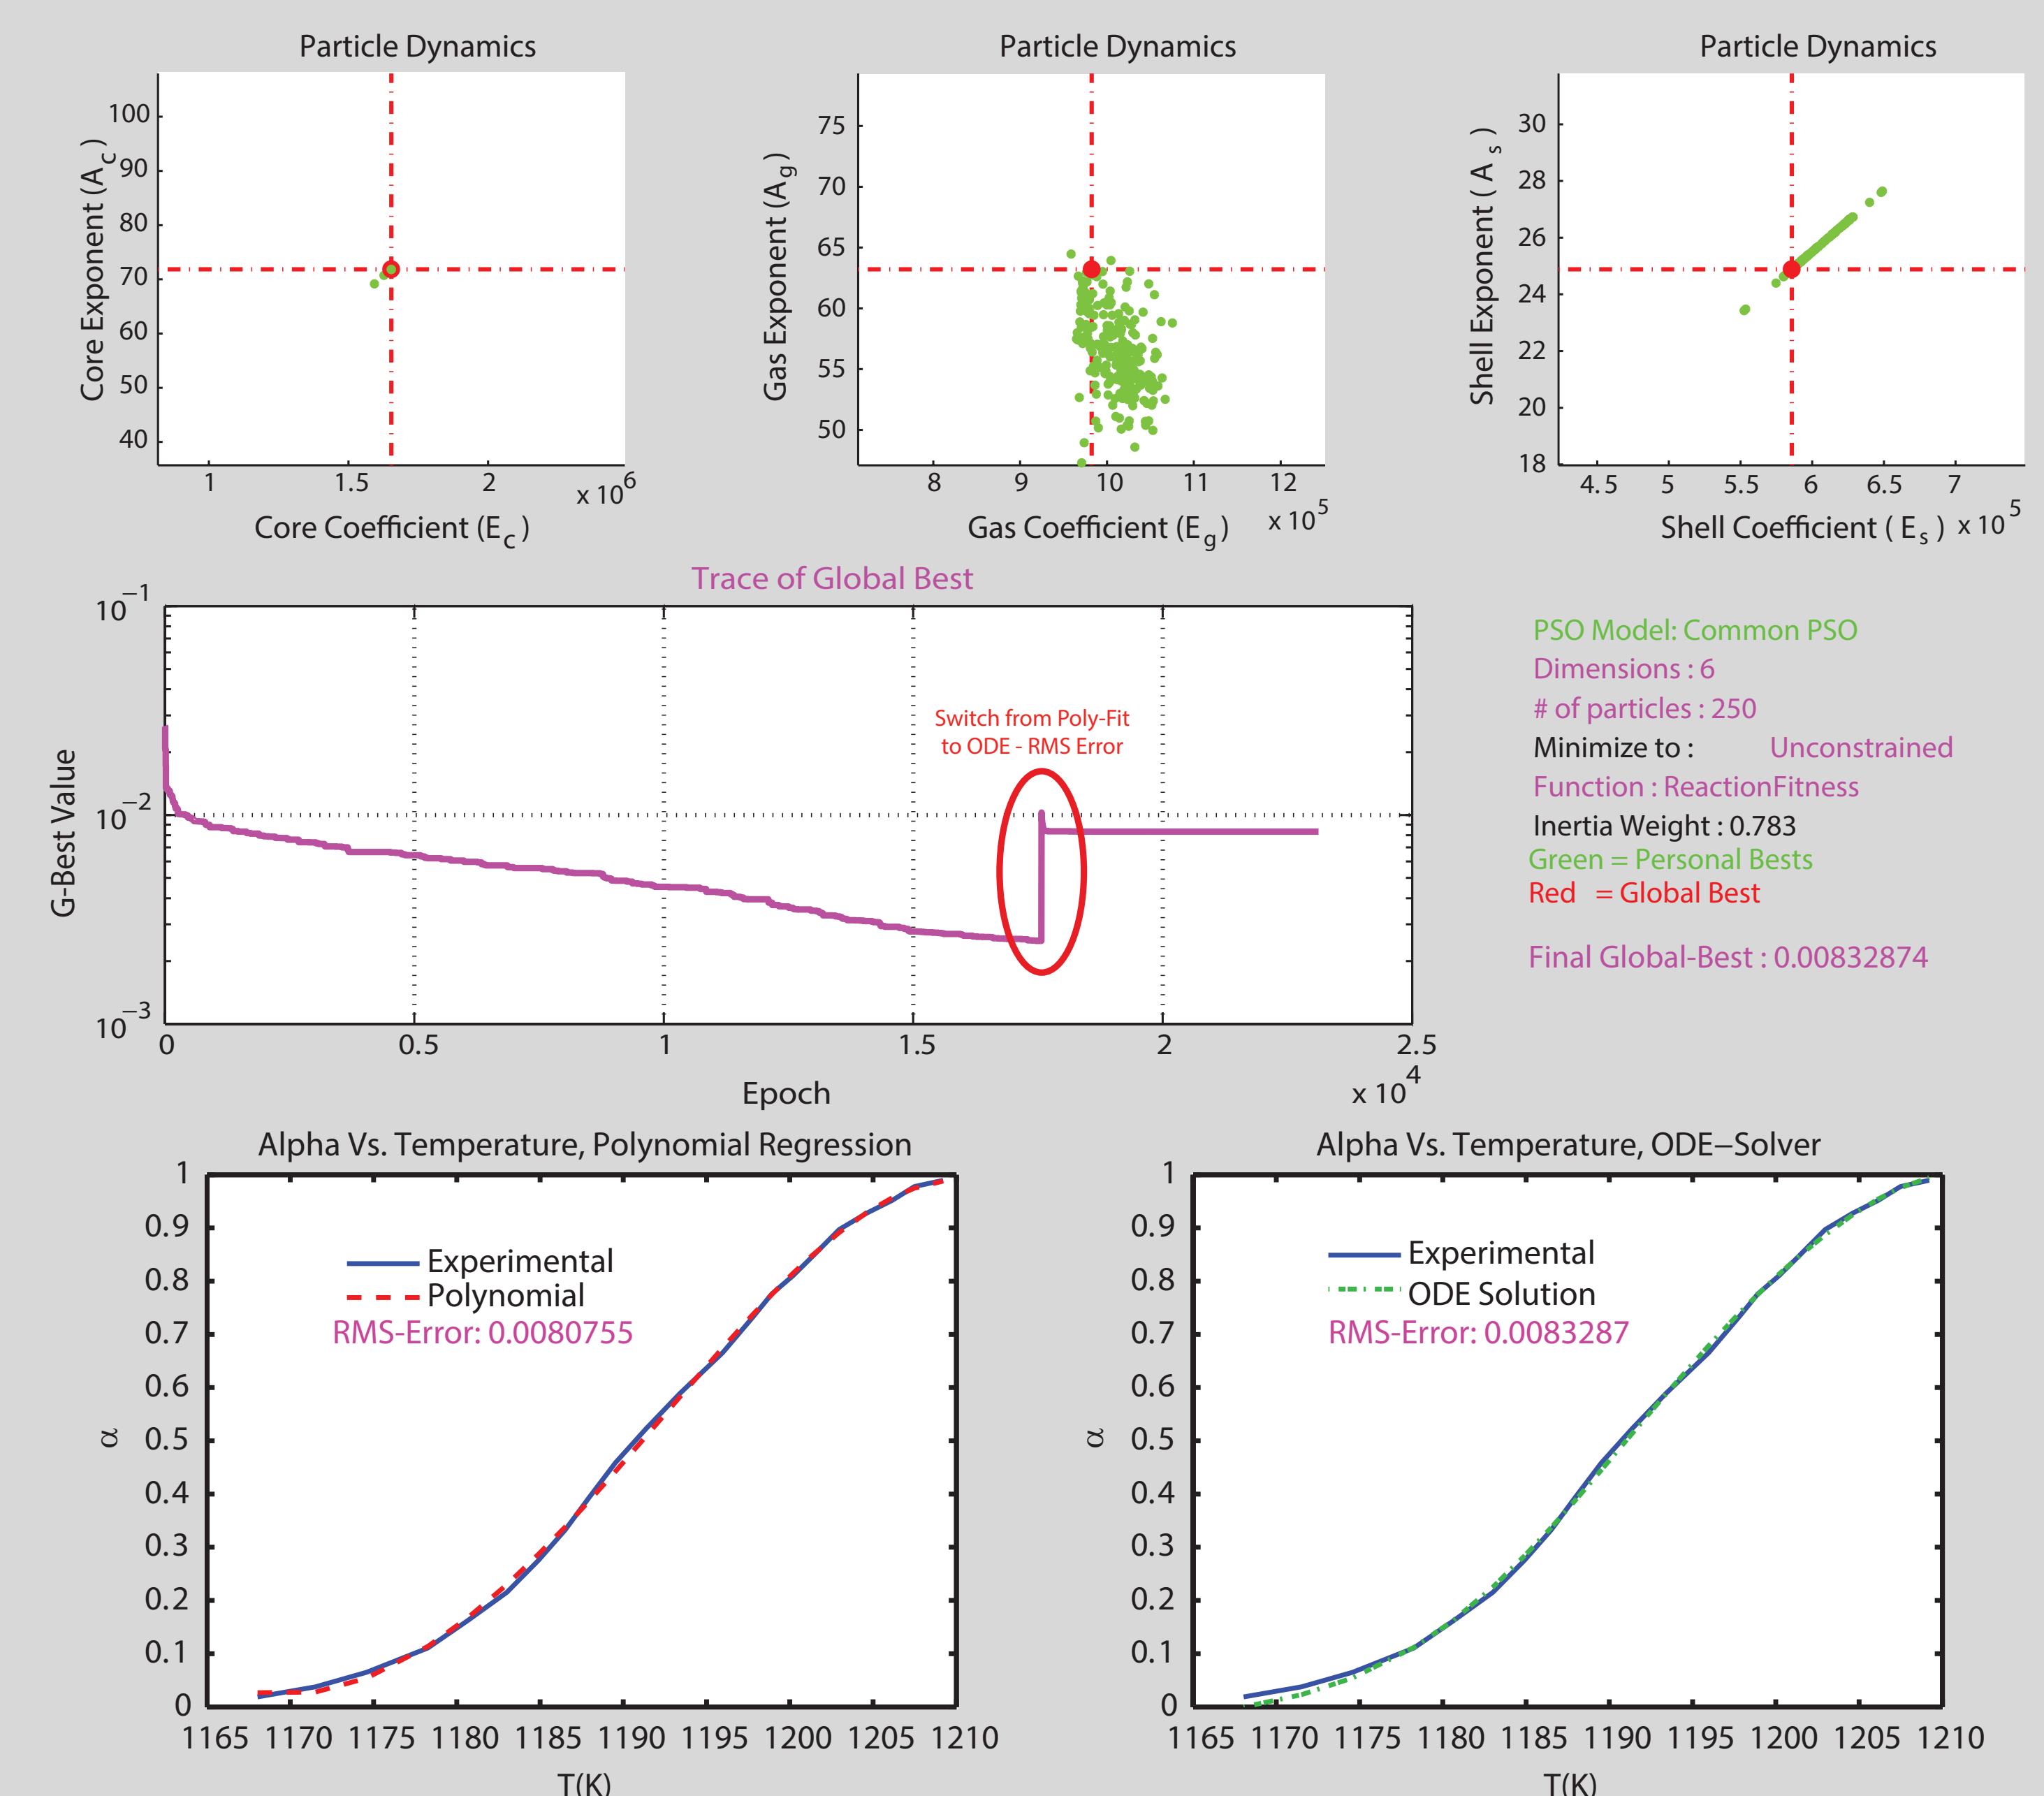 Particle Dynamics
Core Exponent (A c)
100
90
80
70
60
50
40
1 1.5 2
x 10 6
Core Coefficient (E c )
Particle Dynamics
Gas Exponent (A g)
75
70
65
60
55
50
8 9 10 11 12
x 10 5
Gas Coefficient (E g)
Particle Dynamics
Shell Exponent ( A s )
30
28
26
24
22
20
18
4.5 5 5.5 6 6.5 7
Shell Coefficient ( E s ) x 10 5
Trace of Global Best
G-Best Value
10 −1
10 −2
10 −3
Switch from Poly-Fit
to ODE - RMS Error
0 0.5 1 1.5 2 2.5
Epoch
x 10 4
PSO Model: Common PSO
Dimensions : 6
# of particles : 250
Minimize to : Unconstrained
Function : ReactionFitness
Inertia Weight : 0.783
Green = Personal Bests
Red = Global Best
Final Global-Best : 0.00832874
Alpha Vs. Temperature, Polynomial Regression
α
1
0.9
0.8
0.7
0.6
0.5
0.4
0.3
0.2
0.1
0
Experimental
Polynomial
RMS-Error: 0.0080755
1165 1170 1175 1180 1185 1190 1195 1200 1205 1210
T(K)
Alpha Vs. Temperature, ODE−Solver
α
1
0.9
0.8
0.7
0.6
0.5
0.4
0.3
0.2
0.1
0
Experimental
ODE Solution
RMS-Error: 0.0083287
1165 1170 1175 1180 1185 1190 1195 1200 1205 1210
T(K)